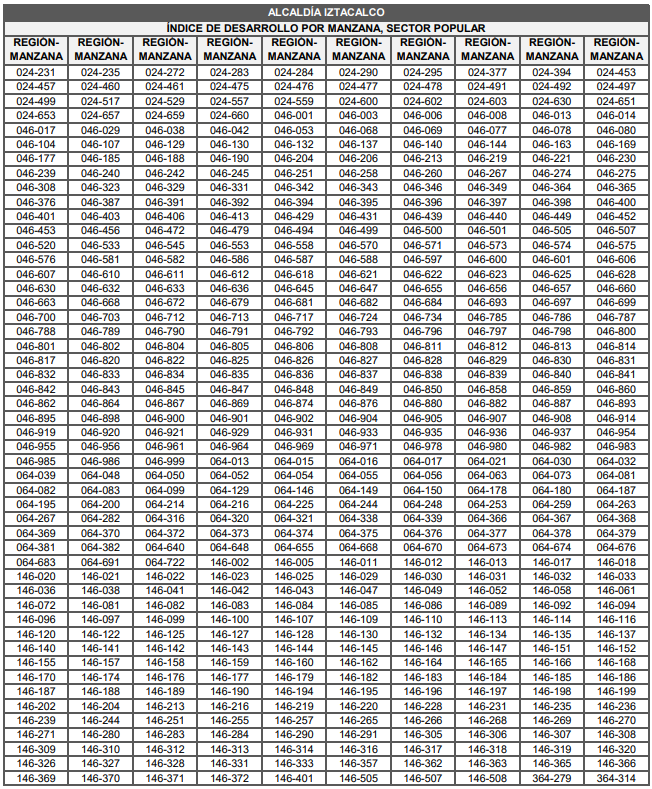 ALCALDÍA IZTACALCO
ÍNDICE DE DESARROLLO POR MANZANA, SECTOR POPULAR
REGIÓN- REGIÓN- REGIÓN- REGIÓN- REGIÓN- REGIÓN- REGIÓN- REGIÓN- REGIÓN- REGIÓN-
MANZANA MANZANA MANZANA MANZANA MANZANA MANZANA MANZANA MANZANA MANZANA MANZANA
024-231 024-235 024-272 024-283 024-284 024-290 024-295 024-377 024-394 024-453
024-457 024-460 024-461 024-475 024-476 024-477 024-478 024-491 024-492 024-497
024-499 024-517 024-529 024-557 024-559 024-600 024-602 024-603 024-630 024-651
024-653 024-657 024-659 024-660 046-001 046-003 046-006 046-008 046-013 046-014
046-017 046-029 046-038 046-042 046-053 046-068 046-069 046-077 046-078 046-080
046-104 046-107 046-129 046-130 046-132 046-137 046-140 046-144 046-163 046-169
046-177 046-185 046-188 046-190 046-204 046-206 046-213 046-219 046-221 046-230
046-239 046-240 046-242 046-245 046-251 046-258 046-260 046-267 046-274 046-275
046-308 046-323 046-329 046-331 046-342 046-343 046-346 046-349 046-364 046-365
046-376 046-387 046-391 046-392 046-394 046-395 046-396 046-397 046-398 046-400
046-401 046-403 046-406 046-413 046-429 046-431 046-439 046-440 046-449 046-452
046-453 046-456 046-472 046-479 046-494 046-499 046-500 046-501 046-505 046-507
046-520 046-533 046-545 046-553 046-558 046-570 046-571 046-573 046-574 046-575
046-576 046-581 046-582 046-586 046-587 046-588 046-597 046-600 046-601 046-606
046-607 046-610 046-611 046-612 046-618 046-621 046-622 046-623 046-625 046-628
046-630 046-632 046-633 046-636 046-645 046-647 046-655 046-656 046-657 046-660
046-663 046-668 046-672 046-679 046-681 046-682 046-684 046-693 046-697 046-699
046-700 046-703 046-712 046-713 046-717 046-724 046-734 046-785 046-786 046-787
046-788 046-789 046-790 046-791 046-792 046-793 046-796 046-797 046-798 046-800
046-801 046-802 046-804 046-805 046-806 046-808 046-811 046-812 046-813 046-814
046-817 046-820 046-822 046-825 046-826 046-827 046-828 046-829 046-830 046-831
046-832 046-833 046-834 046-835 046-836 046-837 046-838 046-839 046-840 046-841
046-842 046-843 046-845 046-847 046-848 046-849 046-850 046-858 046-859 046-860
046-862 046-864 046-867 046-869 046-874 046-876 046-880 046-882 046-887 046-893
046-895 046-898 046-900 046-901 046-902 046-904 046-905 046-907 046-908 046-914
046-919 046-920 046-921 046-929 046-931 046-933 046-935 046-936 046-937 046-954
046-955 046-956 046-961 046-964 046-969 046-971 046-978 046-980 046-982 046-983
046-985 046-986 046-999 064-013 064-015 064-016 064-017 064-021 064-030 064-032
064-039 064-048 064-050 064-052 064-054 064-055 064-056 064-063 064-073 064-081
064-082 064-083 064-099 064-129 064-146 064-149 064-150 064-178 064-180 064-187
064-195 064-200 064-214 064-216 064-225 064-244 064-248 064-253 064-259 064-263
064-267 064-282 064-316 064-320 064-321 064-338 064-339 064-366 064-367 064-368
064-369 064-370 064-372 064-373 064-374 064-375 064-376 064-377 064-378 064-379
064-381 064-382 064-640 064-648 064-655 064-668 064-670 064-673 064-674 064-676
064-683 064-691 064-722 146-002 146-005 146-011 146-012 146-013 146-017 146-018
146-020 146-021 146-022 146-023 146-025 146-029 146-030 146-031 146-032 146-033
146-036 146-038 146-041 146-042 146-043 146-047 146-049 146-052 146-058 146-061
146-072 146-081 146-082 146-083 146-084 146-085 146-086 146-089 146-092 146-094
146-096 146-097 146-099 146-100 146-107 146-109 146-110 146-113 146-114 146-116
146-120 146-122 146-125 146-127 146-128 146-130 146-132 146-134 146-135 146-137
146-140 146-141 146-142 146-143 146-144 146-145 146-146 146-147 146-151 146-152
146-155 146-157 146-158 146-159 146-160 146-162 146-164 146-165 146-166 146-168
146-170 146-174 146-176 146-177 146-179 146-182 146-183 146-184 146-185 146-186
146-187 146-188 146-189 146-190 146-194 146-195 146-196 146-197 146-198 146-199
146-202 146-204 146-213 146-216 146-219 146-220 146-228 146-231 146-235 146-236
146-239 146-244 146-251 146-255 146-257 146-265 146-266 146-268 146-269 146-270
146-271 146-280 146-283 146-284 146-290 146-291 146-305 146-306 146-307 146-308
146-309 146-310 146-312 146-313 146-314 146-316 146-317 146-318 146-319 146-320
146-326 146-327 146-328 146-331 146-333 146-357 146-362 146-363 146-365 146-366
146-369 146-370 146-371 146-372 146-401 146-505 146-507 146-508 364-279 364-314